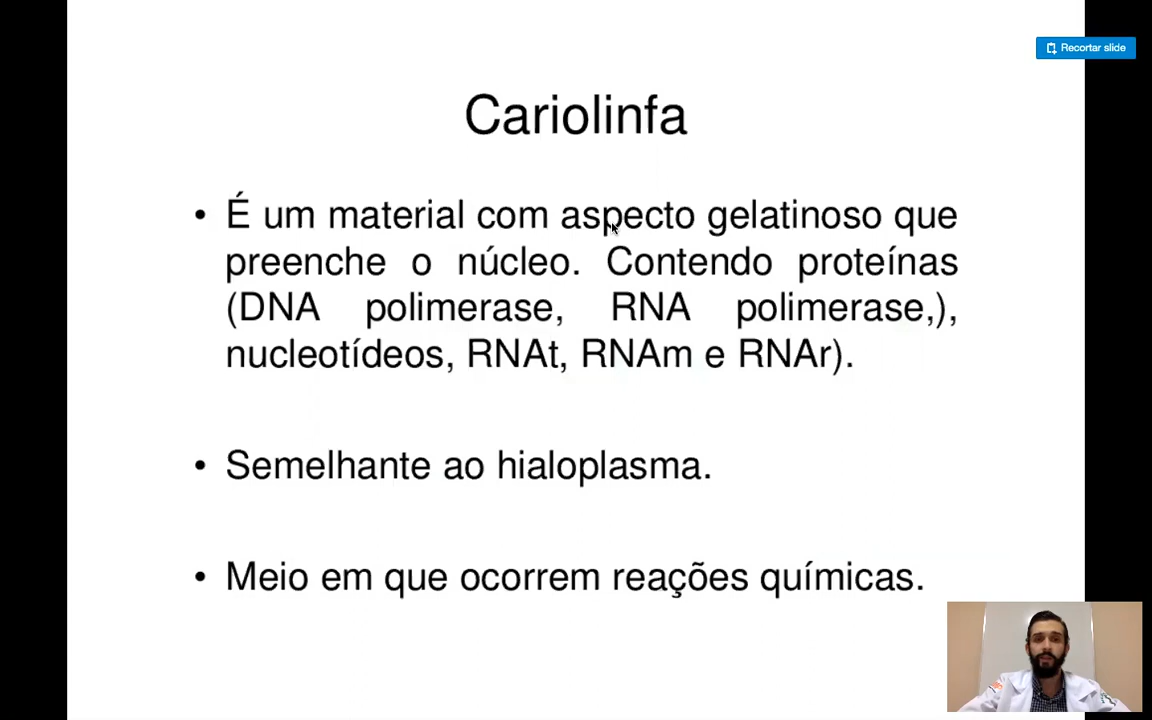 Recortar slide
Cariolinfa
• É um material com aspecto gelatinoso que
preenche o núcleo. Contendo proteínas
(DNA polimerase, RNA polimerase,),
nucleotídeos, RNAt, RNAm e RNAr).
• Semelhante ao hialoplasma.
• Meio em que ocorrem reações químicas.